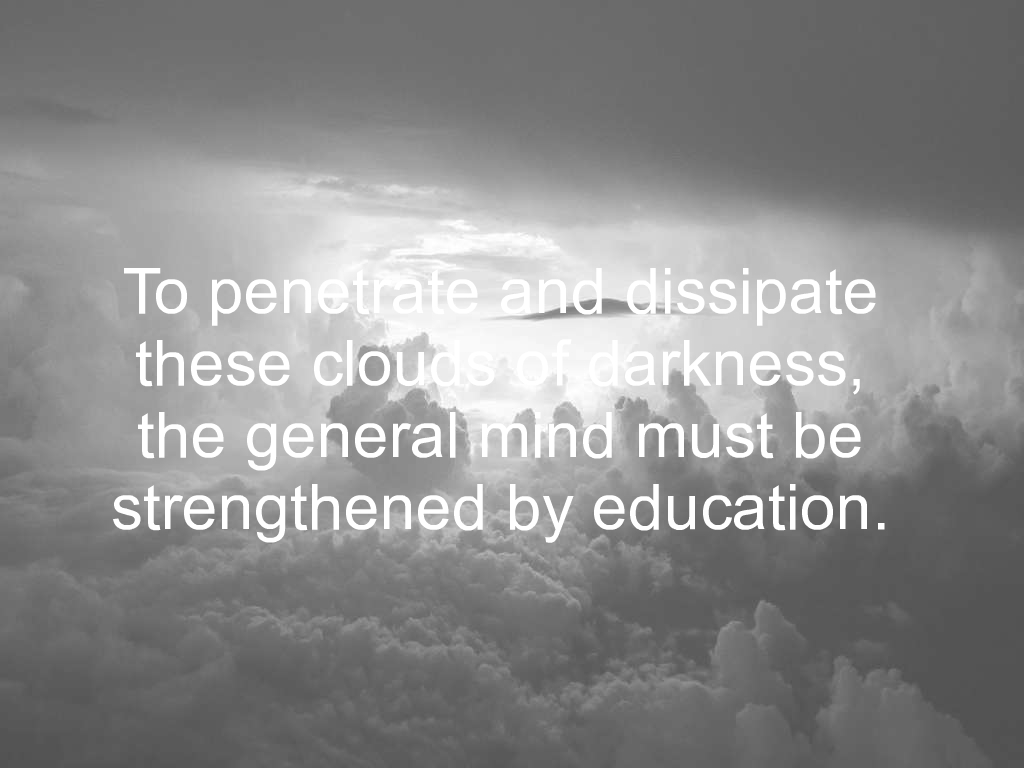 To penetrate and dissipate
these clouds of darkness,
the general mind must be
strengthened by education.